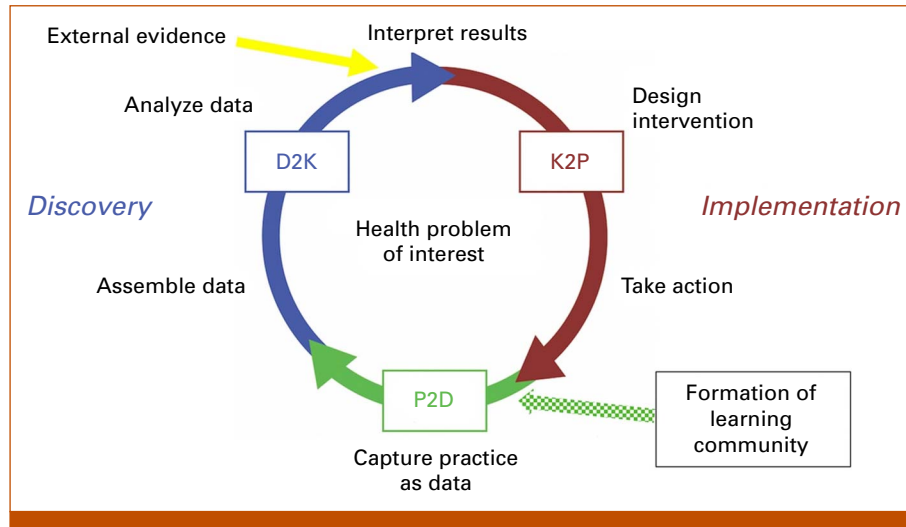 External evidence
Interpret results
Analyze data
Design
intervention
D2K
K2P
Discovery
Implementation
Health problem
of interest
Assemble data
Take action
P2D
Formation of
learning
community
Capture practice
as data